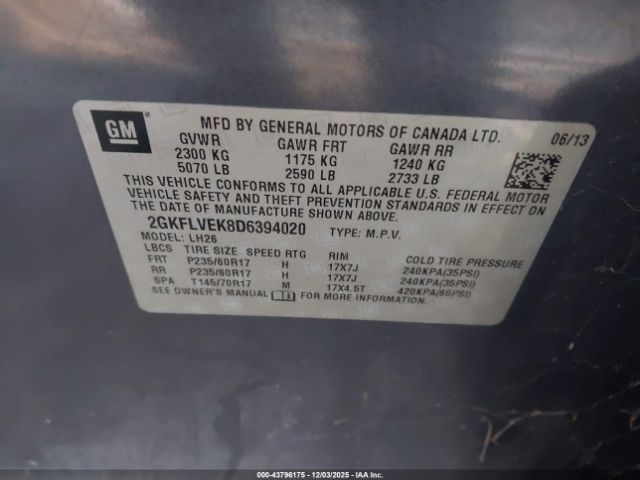 GM
®
MFD BY GENERAL MOTORS OF CANADA LTD. 06/13
GVWR GAWR FRT GAWR RR
2300 KG 1175 KG 1240 KG
5070 LB 2590 LB 2733 LB
THIS VEHICLE CONFORMS TO ALL APPLICABLE U.S. FEDERAL MOTOR
VEHICLE SAFETY AND THEFT PREVENTION STANDARDS IN EFFECT ON
THE DATE OF MANUFACTURE SHOWN ABOVE.
2GKFLVEK8D6394020 TYPE: M.P.V.
MODEL: LH26
LBCS TIRE SIZE SPEED RTG RIM COLD TIRE PRESSURE
FRT P235/60R17 H 17X7J 240KPA(35PSI)
RR P235/60R17 H 17X7J 240KPA(35PSI)
SPA T145/70R17 M 17X4.5T 420KPA(60PSI)
SEE OWNER'S MANUAL FOR MORE INFORMATION.
000-43796175 - 12/03/2025 - IAAI.COM